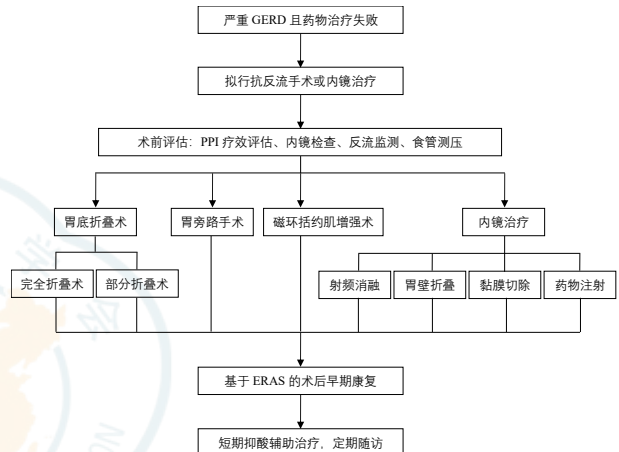 严重 GERD 且药物治疗失败
拟行抗反流手术或内镜治疗
术前评估：PPI 疗效评估、内镜检查、反流监测、食管测压
胃底折叠术
胃旁路手术
磁环括约肌增强术
内镜治疗
完全折叠术
部分折叠术
射频消融
胃壁折叠
黏膜切除
药物注射
基于 ERAS 的术后早期康复
短期抑酸辅助治疗，定期随访